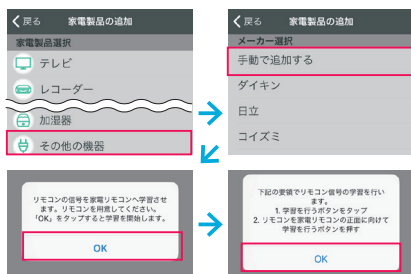 戻る 家電製品の追加
家電製品選択
テレビ
レコーダー
加湿器
その他の機器
戻る 家電製品の追加
メーカー選択
手動で追加する
ダイキン
日立
コイズミ
リモコンの信号を家電リモコンへ学習させ
ます。リモコンを用意してください。
「OK」をタップすると学習を開始します。
OK
下記の要領でリモコン信号の学習を行い
ます。
1. 学習を行うボタンをタップ
2. リモコンを家電リモコンの正面に向けて
学習を行うボタンを押す
OK